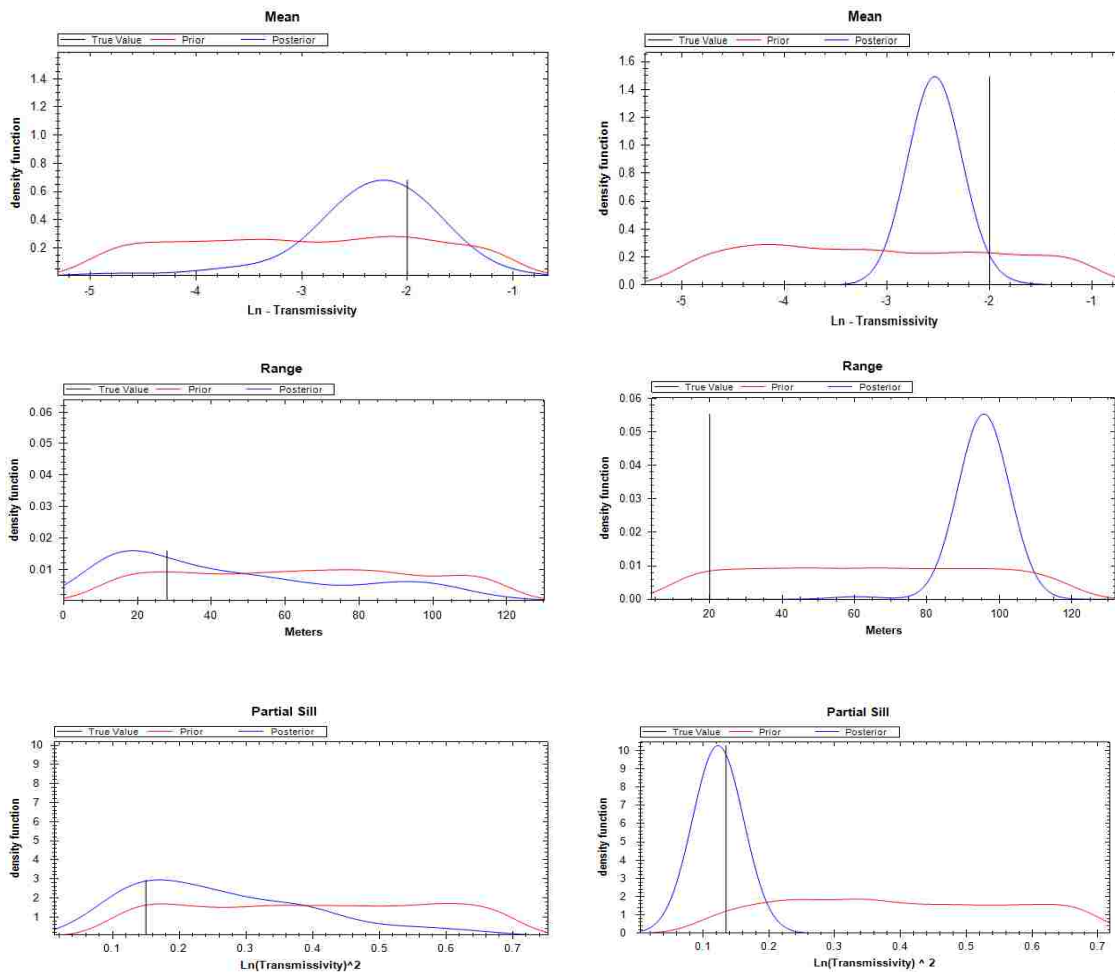 Mean
True Value Prior Posterior
density function
1.4
1.2
1.0
0.8
0.6
0.4
0.2
-5 -4 -3 -2 -1
Ln - Transmissivity
Mean
True Value Prior Posterior
density function
1.6
1.4
1.2
1.0
0.8
0.6
0.4
0.2
0.0
-5 -4 -3 -2 -1
Ln - Transmissivity
Range
True Value Prior Posterior
density function
0.06
0.05
0.04
0.03
0.02
0.01
0 20 40 60 80 100 120
Meters
Range
True Value Prior Posterior
density function
0.06
0.05
0.04
0.03
0.02
0.01
0.00
20 40 60 80 100 120
Meters
Partial Sill
True Value Prior Posterior
density function
10
9
8
7
6
5
4
3
2
1
0.1 0.2 0.3 0.4 0.5 0.6 0.7
Ln(Transmissivity)^2
Partial Sill
True Value Prior Posterior
density function
10
9
8
7
6
5
4
3
2
1
0
0.1 0.2 0.3 0.4 0.5 0.6 0.7
Ln(Transmissivity) ^ 2